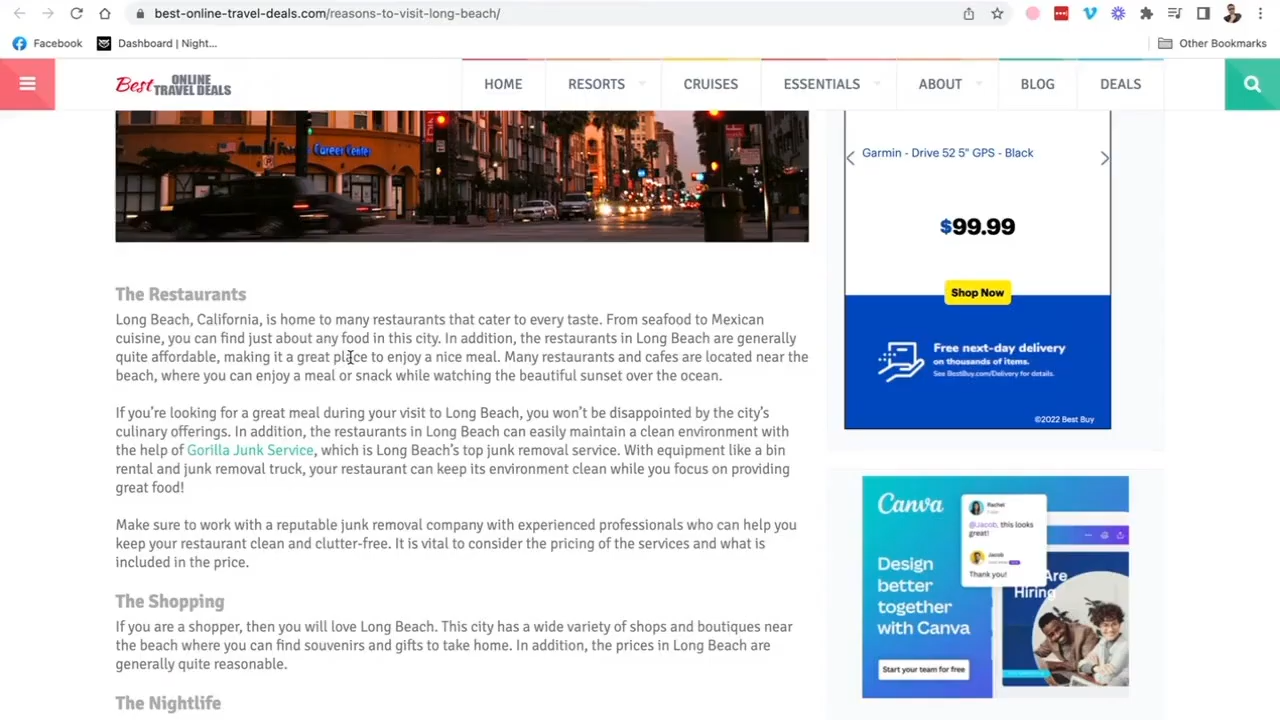 best-online-travel-deals.com/reasons-to-visit-long-beach/
Facebook
Dashboard | Night...
Other Bookmarks
Best ONLINE TRAVEL DEALS
HOME
RESORTS
CRUISES
ESSENTIALS
ABOUT
BLOG
DEALS
Career Center
Garmin - Drive 52 5" GPS - Black
$99.99
Shop Now
Free next-day delivery
on thousands of items.
See BestBuy.com/Delivery for details.
©2022 Best Buy
The Restaurants
Long Beach, California, is home to many restaurants that cater to every taste. From seafood to Mexican
cuisine, you can find just about any food in this city. In addition, the restaurants in Long Beach are generally
quite affordable, making it a great place to enjoy a nice meal. Many restaurants and cafes are located near the
beach, where you can enjoy a meal or snack while watching the beautiful sunset over the ocean.
If you're looking for a great meal during your visit to Long Beach, you won't be disappointed by the city's
culinary offerings. In addition, the restaurants in Long Beach can easily maintain a clean environment with
the help of Gorilla Junk Service, which is Long Beach's top junk removal service. With equipment like a bin
rental and junk removal truck, your restaurant can keep its environment clean while you focus on providing
great food!
Make sure to work with a reputable junk removal company with experienced professionals who can help you
keep your restaurant clean and clutter-free. It is vital to consider the pricing of the services and what is
included in the price.
The Shopping
If you are a shopper, then you will love Long Beach. This city has a wide variety of shops and boutiques near
the beach where you can find souvenirs and gifts to take home. In addition, the prices in Long Beach are
generally quite reasonable.
The Nightlife
Canva
Rachel
@Jacob, this looks
great!
Jacob
Thank you!
Design
better
together
with Canva
Start your team for free
Are
Hiring